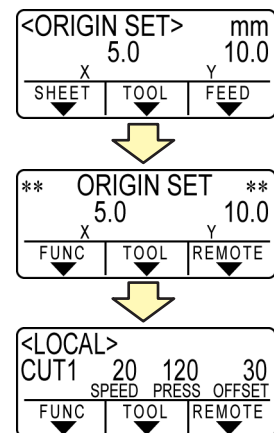 <ORIGIN SET> mm
5.0 10.0
X Y
SHEET TOOL FEED
** ORIGIN SET **
5.0 10.0
X Y
FUNC TOOL REMOTE
<LOCAL>
CUT1 20 120 30
SPEED PRESS OFFSET
FUNC TOOL REMOTE